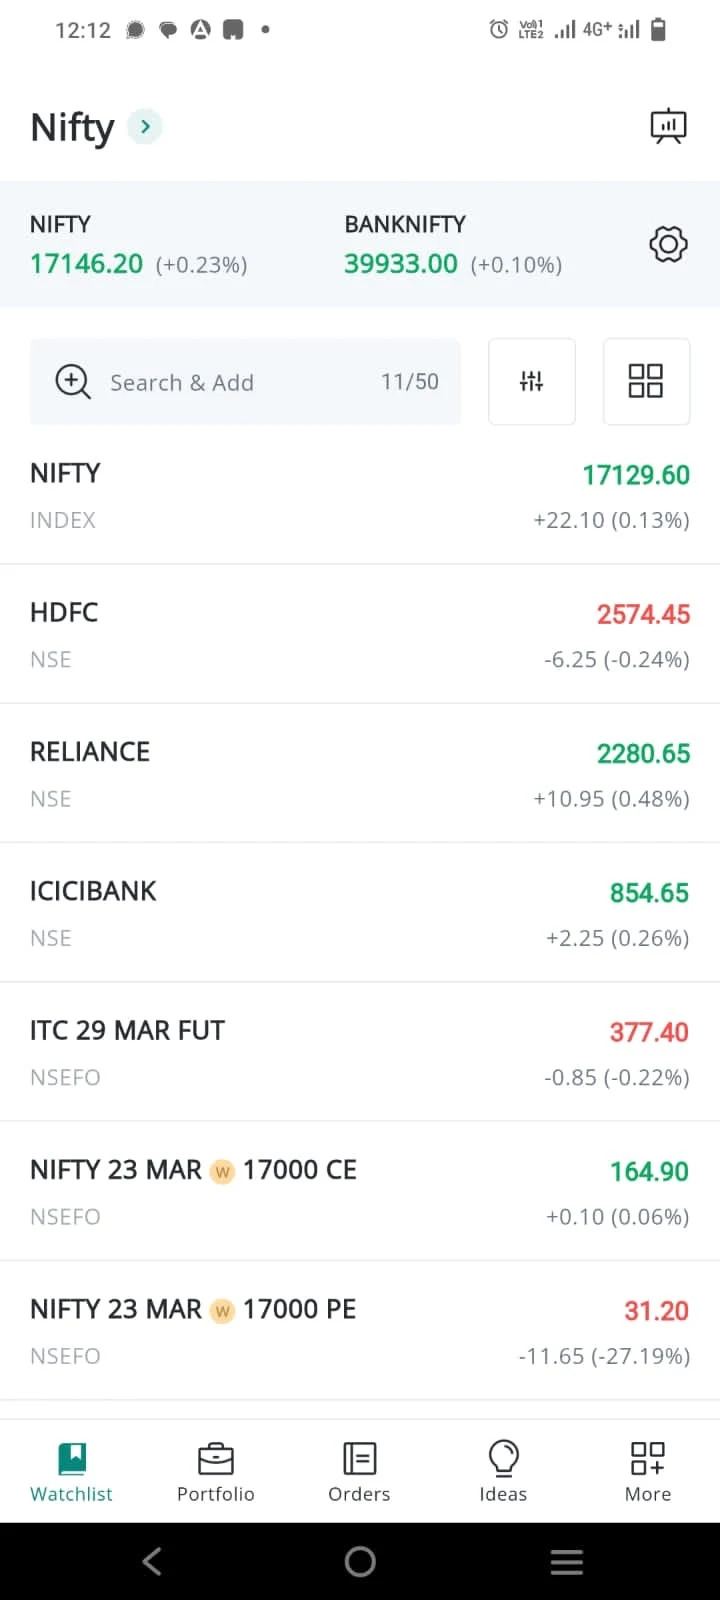 12:12 Vo)) 1 LTE2 4G+
Nifty
NIFTY BANKNIFTY
17146.20 (+0.23%) 39933.00 (+0.10%)
Search & Add 11/50
NIFTY 17129.60
INDEX +22.10 (0.13%)
HDFC 2574.45
NSE -6.25 (-0.24%)
RELIANCE 2280.65
NSE +10.95 (0.48%)
ICICIBANK 854.65
NSE +2.25 (0.26%)
ITC 29 MAR FUT 377.40
NSEFO -0.85 (-0.22%)
NIFTY 23 MAR W 17000 CE 164.90
NSEFO +0.10 (0.06%)
NIFTY 23 MAR W 17000 PE 31.20
NSEFO -11.65 (-27.19%)
Watchlist Portfolio Orders Ideas More